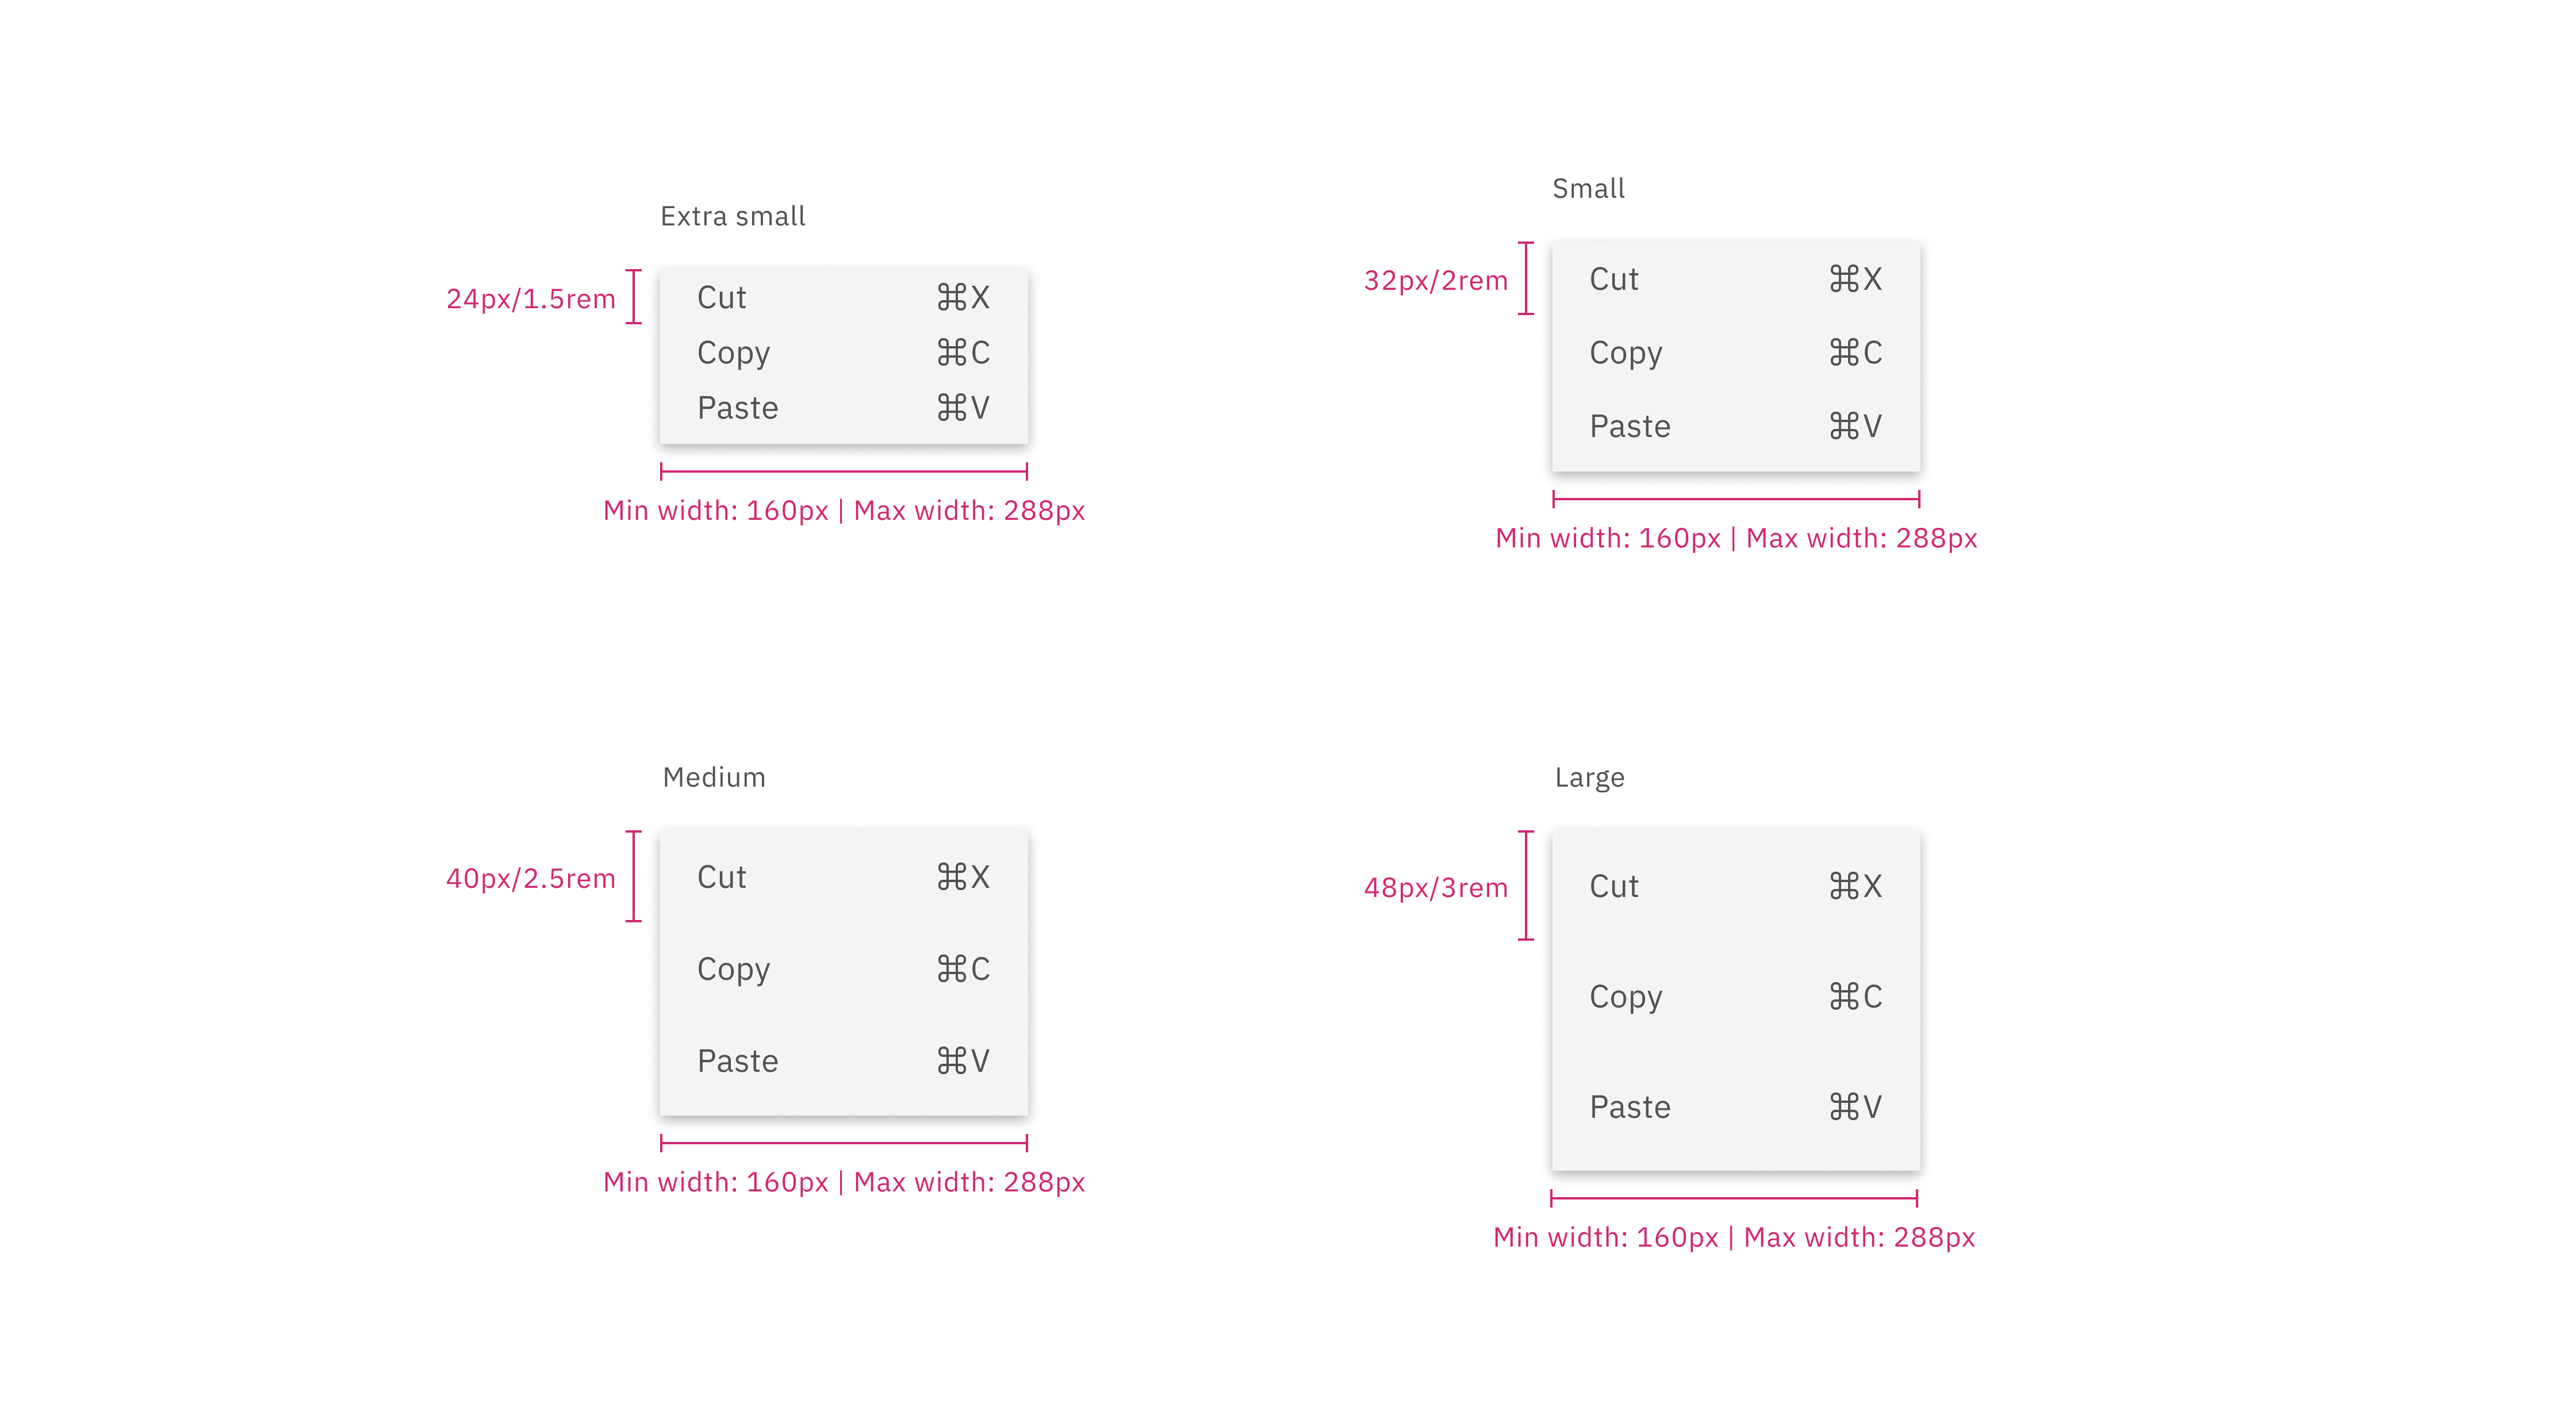 Extra small
24px/1.5rem
Cut ⌘X
Copy ⌘C
Paste ⌘V
Min width: 160px | Max width: 288px
Small
32px/2rem
Cut ⌘X
Copy ⌘C
Paste ⌘V
Min width: 160px | Max width: 288px
Medium
40px/2.5rem
Cut ⌘X
Copy ⌘C
Paste ⌘V
Min width: 160px | Max width: 288px
Large
48px/3rem
Cut ⌘X
Copy ⌘C
Paste ⌘V
Min width: 160px | Max width: 288px